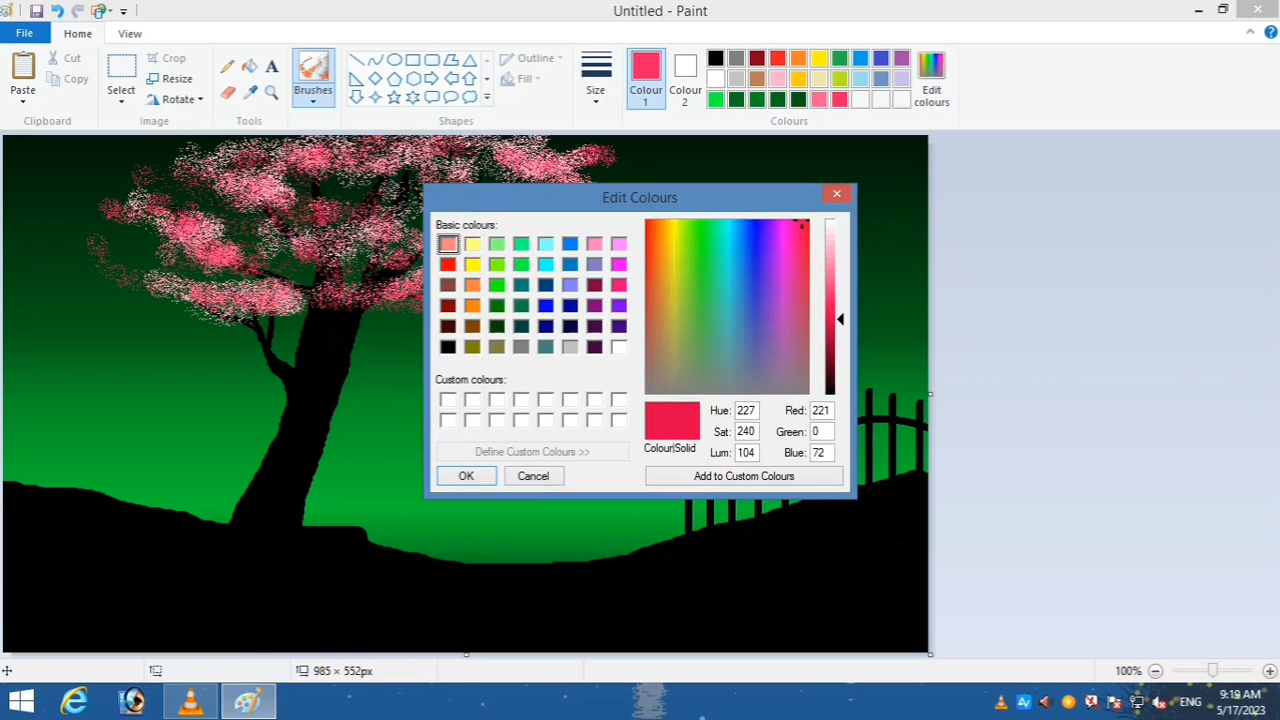 Untitled - Paint
File
Home
View
Paste
Cut
Copy
Clipboard
Select
Crop
Resize
Rotate
Image
A
Tools
Brushes
Outline
Fill
Shapes
Size
Colour 1
Colour 2
Edit colours
Colours
Edit Colours
Basic colours:
Custom colours:
Define Custom Colours >>
OK
Cancel
Colour|Solid
Hue: 227
Sat: 240
Lum: 104
Red: 221
Green: 0
Blue: 72
Add to Custom Colours
985 × 552px
100%
ENG
9:19 AM
5/17/2023